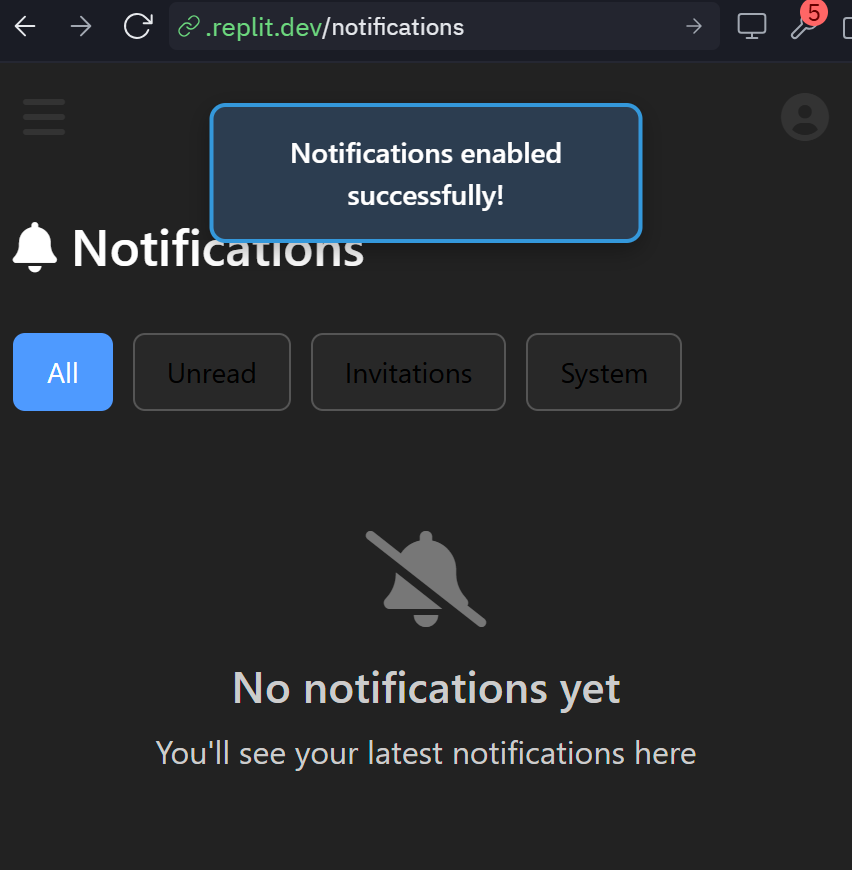 .replit.dev/notifications
5
Notifications enabled
successfully!
Notifications
All
Unread
Invitations
System
No notifications yet
You'll see your latest notifications here